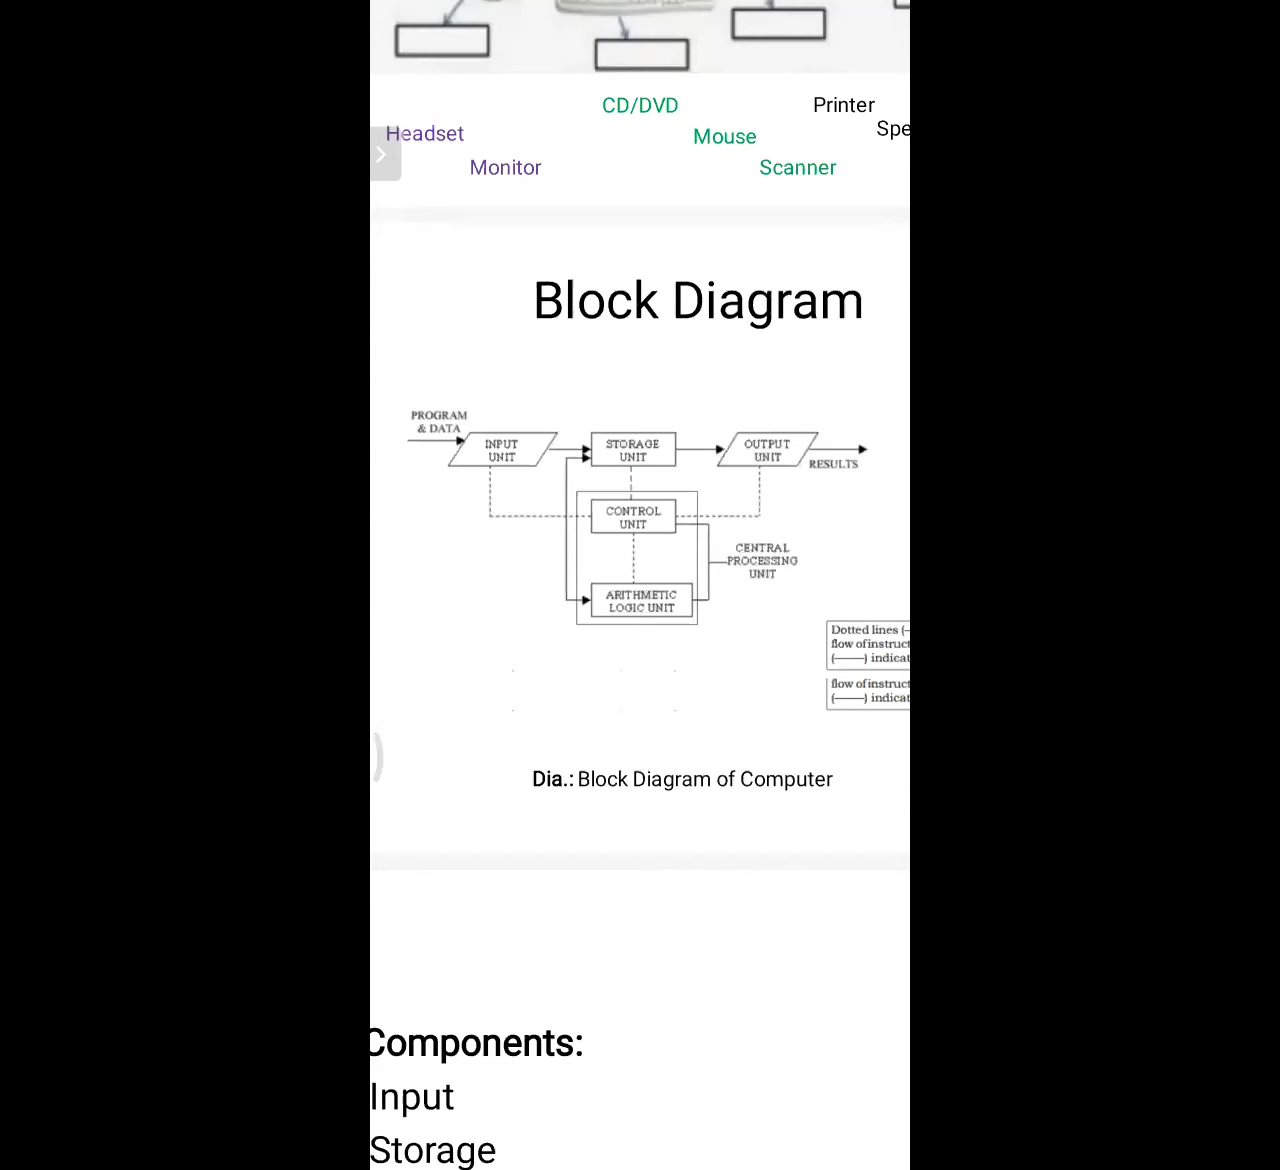 CD/DVD
Printer
Headset
Mouse
Spe
Monitor
Scanner
Block Diagram
PROGRAM
& DATA
INPUT
UNIT
STORAGE
UNIT
OUTPUT
UNIT
RESULTS
CONTROL
UNIT
CENTRAL
PROCESSING
UNIT
ARITHMETIC
LOGIC UNIT
Dotted lines (–
flow of instruct
(——) indicat
flow of instruct
(——) indicat
Dia.: Block Diagram of Computer
Components:
Input
Storage